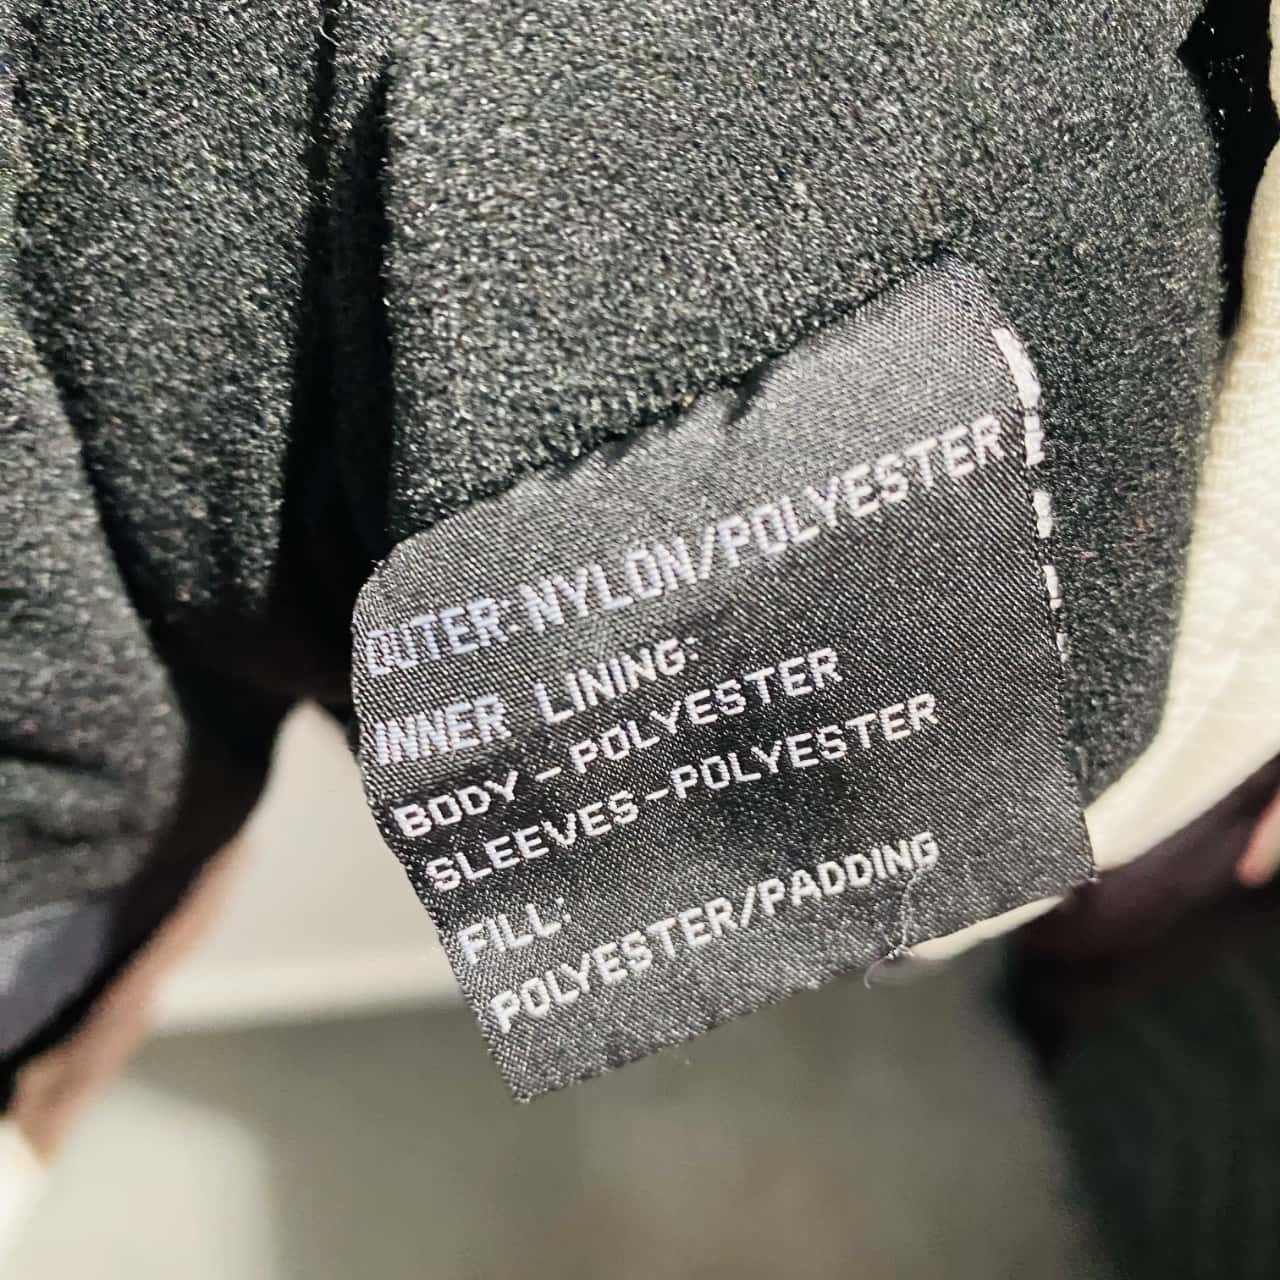 OUTER:NYLON/POLYESTER
INNER LINING:
BODY -POLYESTER
SLEEVES-POLYESTER
FILL:
POLYESTER/PADDING